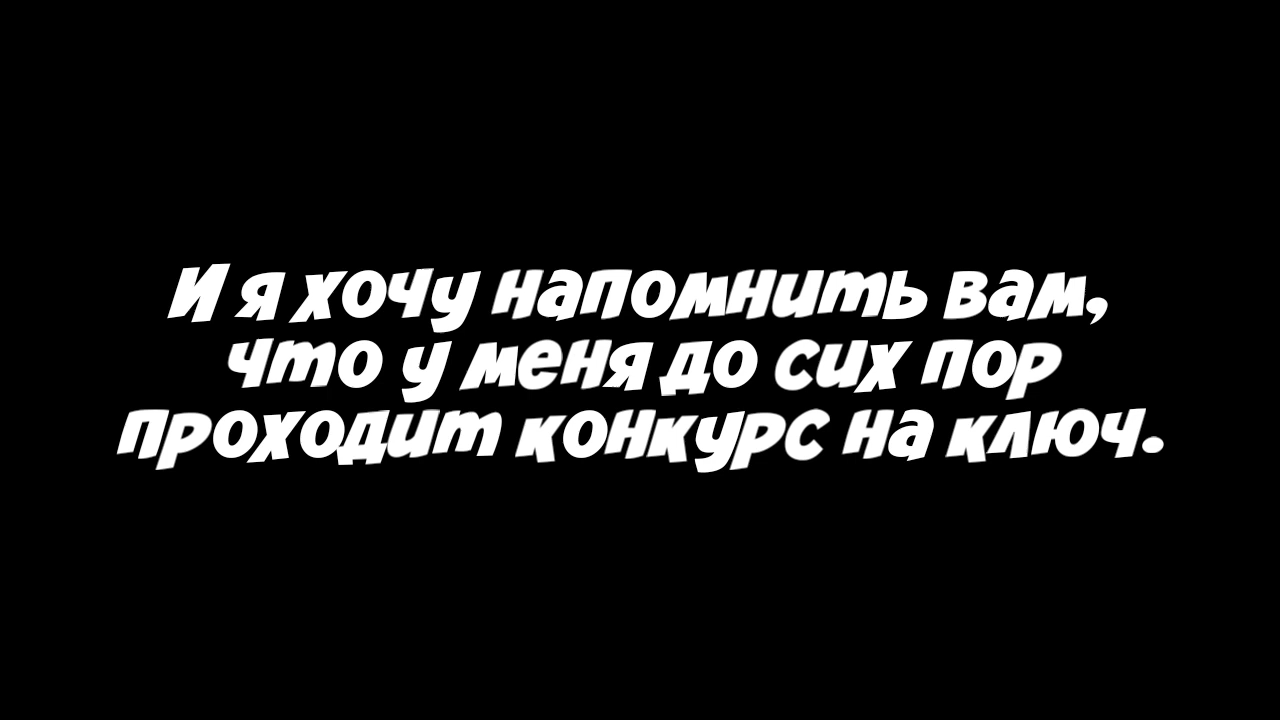 И я хочу напомнить вам,
что у меня до сих пор
проходит конкурс на ключ.